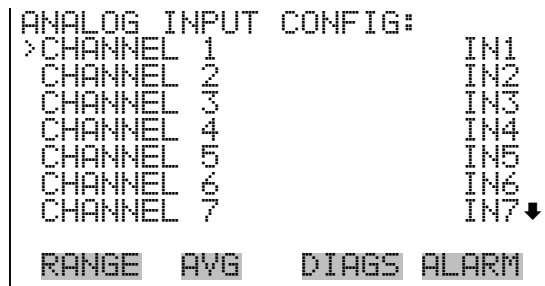 ANALOG INPUT CONFIG:
>CHANNEL 1 IN1
CHANNEL 2 IN2
CHANNEL 3 IN3
CHANNEL 4 IN4
CHANNEL 5 IN5
CHANNEL 6 IN6
CHANNEL 7 IN7
RANGE AVG DIAGS ALARM